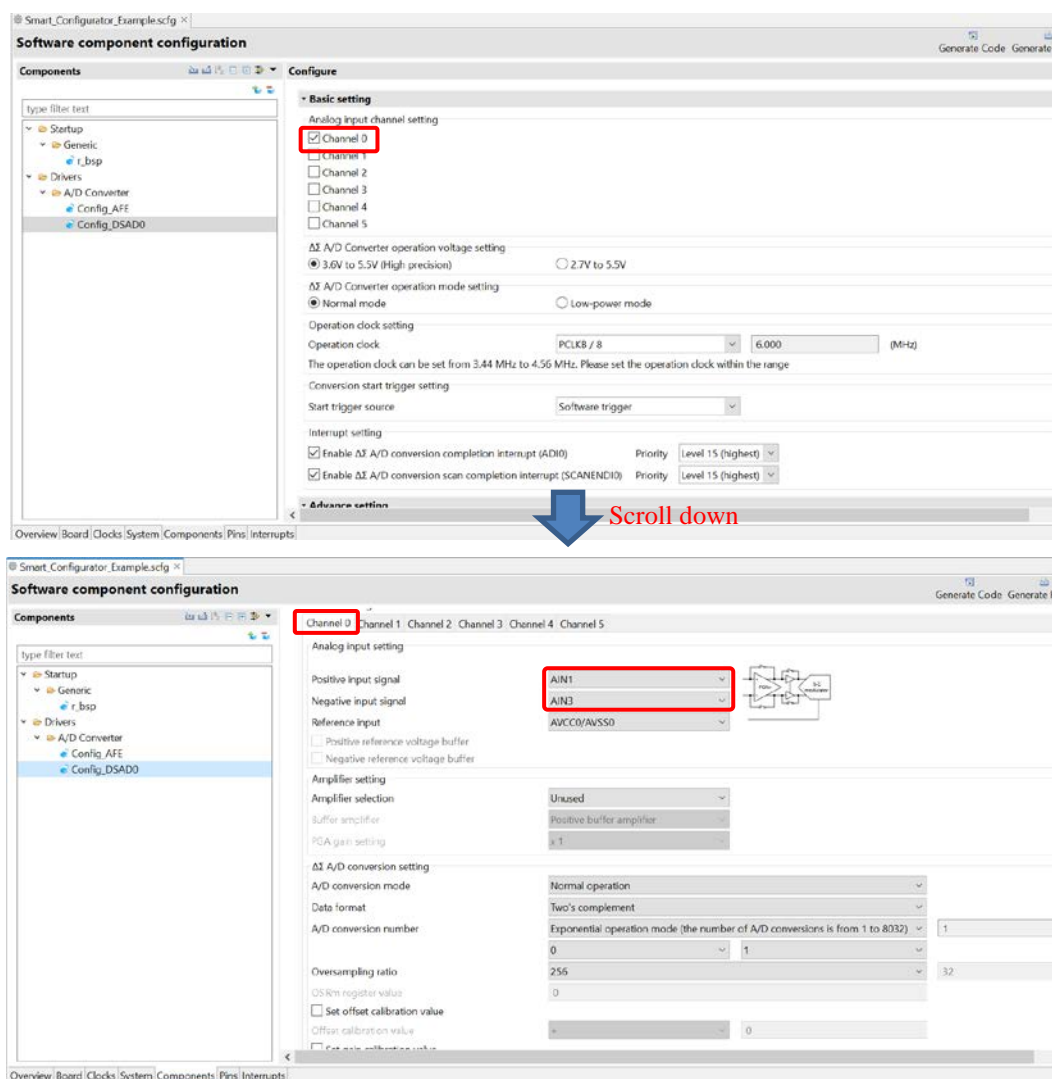 Smart_Configurator_Example.scfg
Software component configuration
Generate Code Generate
Components
Configure
type filter text
Startup
Generic
r_bsp
Drivers
A/D Converter
Config_AFE
Config_DSAD0
Basic setting
Analog input channel setting
Channel 0
Channel 1
Channel 2
Channel 3
Channel 4
Channel 5
ΔΣ A/D Converter operation voltage setting
3.6V to 5.5V (High precision) 2.7V to 5.5V
ΔΣ A/D Converter operation mode setting
Normal mode Low-power mode
Operation clock setting
Operation clock PCLKB / 8 6.000 (MHz)
The operation clock can be set from 3.44 MHz to 4.56 MHz. Please set the operation clock within the range
Conversion start trigger setting
Start trigger source Software trigger
Interrupt setting
Enable ΔΣ A/D conversion completion interrupt (ADI0) Priority Level 15 (highest)
Enable ΔΣ A/D conversion scan completion interrupt (SCANENDI0) Priority Level 15 (highest)
Advance setting
Overview Board Clocks System Components Pins Interrupts
Scroll down
Smart_Configurator_Example.scfg
Software component configuration
Generate Code Generate
Components
type filter text
Startup
Generic
r_bsp
Drivers
A/D Converter
Config_AFE
Config_DSAD0
Channel 0 Channel 1 Channel 2 Channel 3 Channel 4 Channel 5
Analog input setting
Positive input signal AIN1
Negative input signal AIN3
Reference input AVCC0/AVSS0
Positive reference voltage buffer
Negative reference voltage buffer
Amplifier setting
Amplifier selection Unused
Buffer amplifier Positive buffer amplifier
PGA gain setting x 1
ΔΣ A/D conversion setting
A/D conversion mode Normal operation
Data format Two's complement
A/D conversion number Exponential operation mode (the number of A/D conversions is from 1 to 8032) 1
0 1
Oversampling ratio 256 32
OSRm register value 0
Set offset calibration value
Offset calibration value + 0
Set gain calibration value
Overview Board Clocks System Components Pins Interrupts